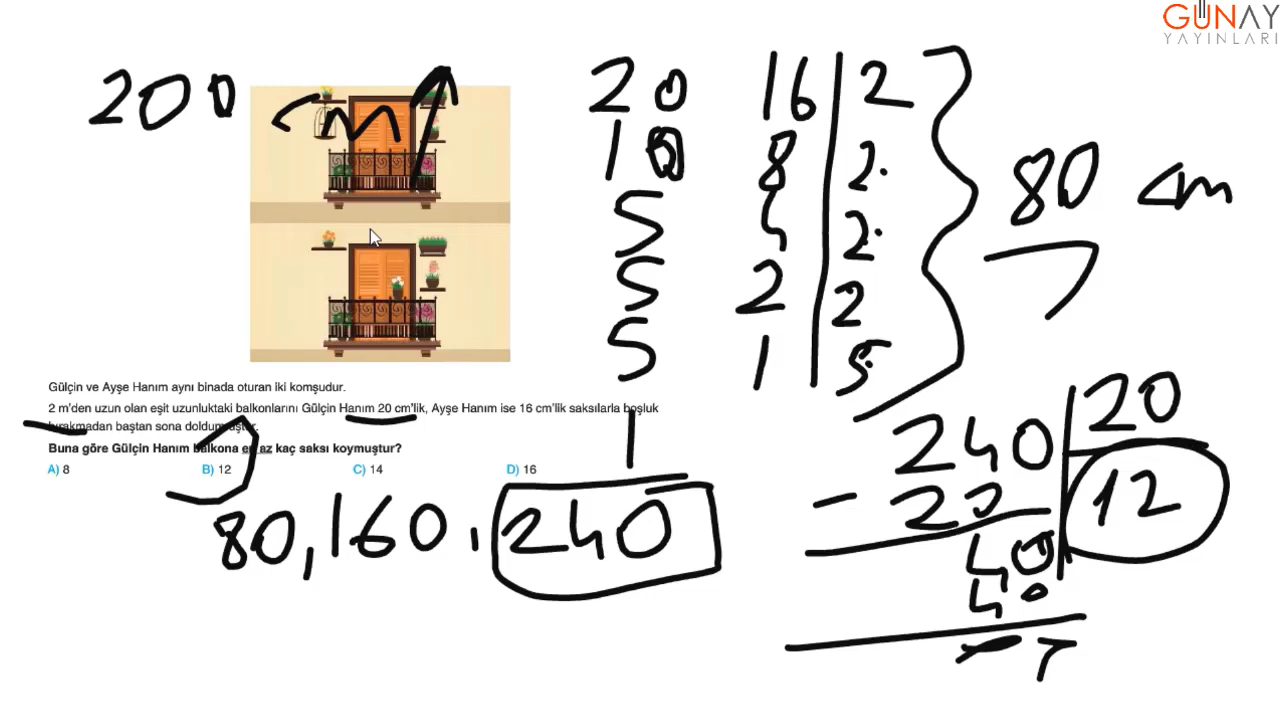 GÜNAY
YAYINLARI
200 cm
20 16 2
10 8 2
5 4 2
5 2 2
5 1 5
80 cm
Gülçin ve Ayşe Hanım aynı binada oturan iki komşudur.
2 m'den uzun olan eşit uzunluktaki balkonlarını Gülçin Hanım 20 cm'lik, Ayşe Hanım ise 16 cm'lik saksılarla boşluk
bırakmadan baştan sona doldurmuştur.
Buna göre Gülçin Hanım balkona en az kaç saksı koymuştur?
A) 8 B) 12 C) 14 D) 16
80, 160, 240
240 20
- 20 12
40
40